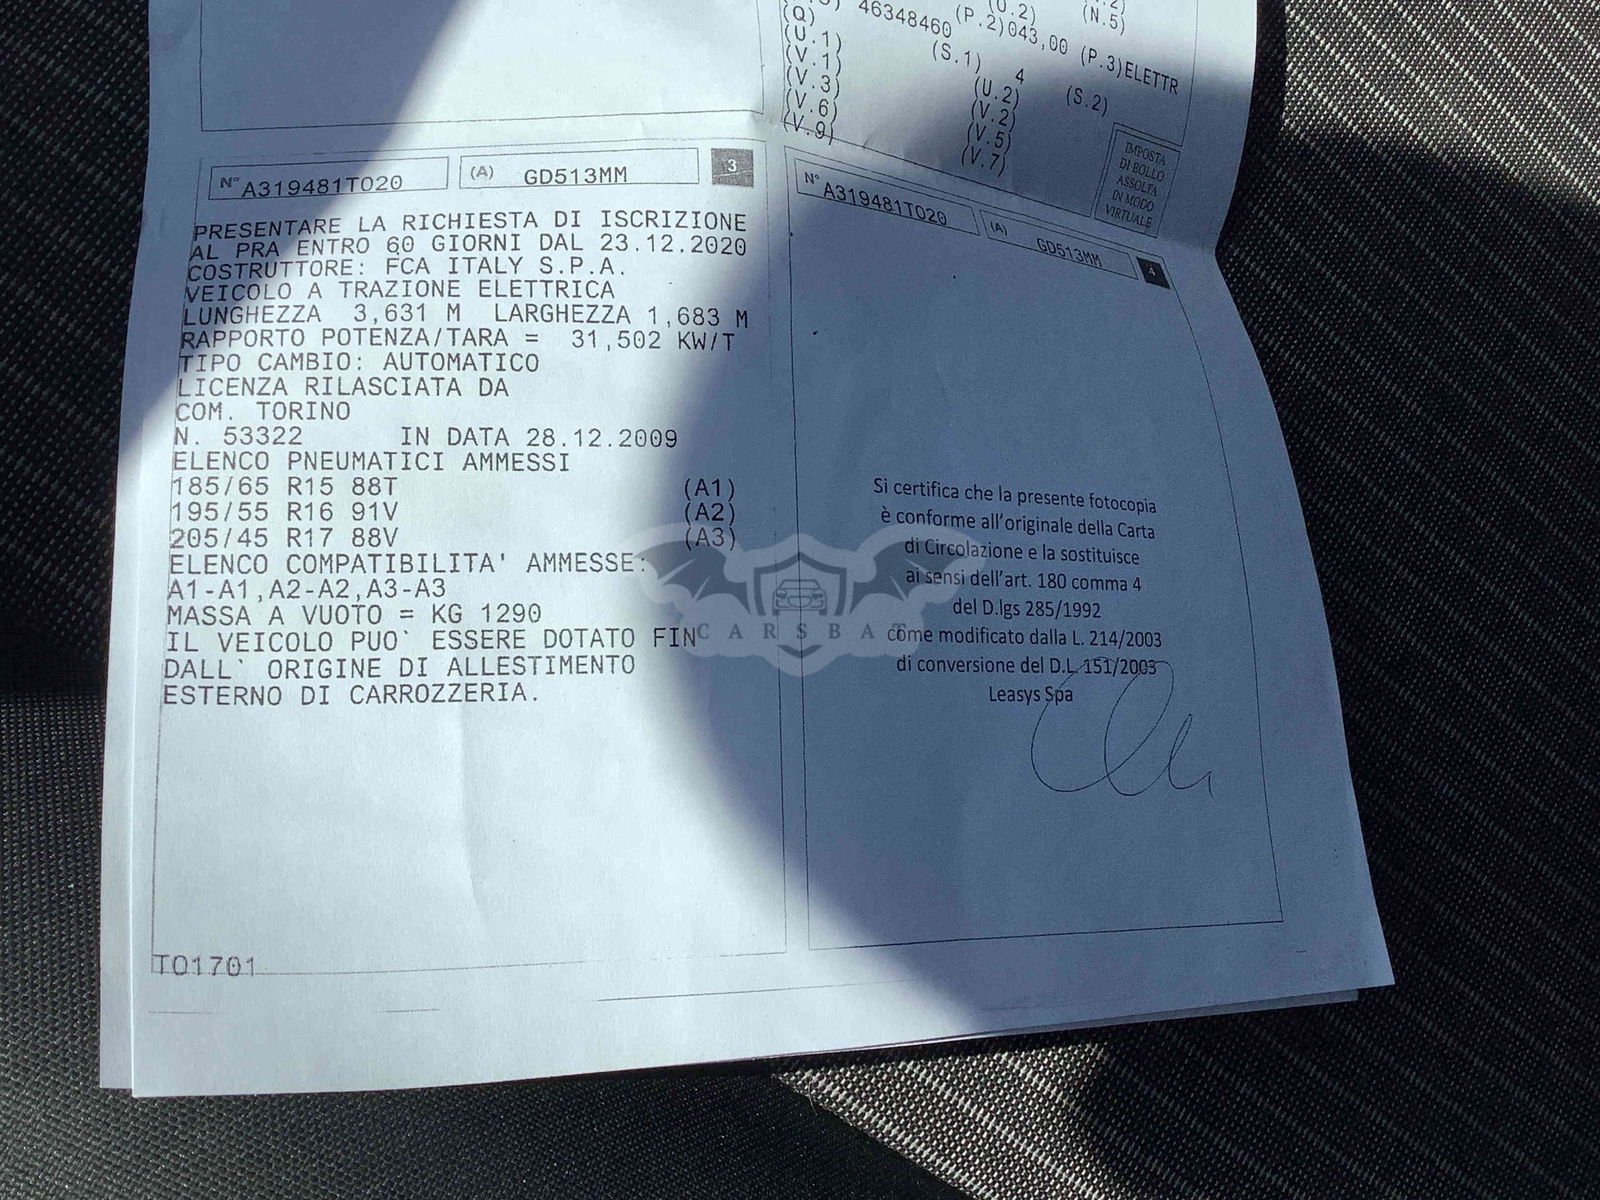 (Q)
46348460
(P.2)043,00
(P.3)ELETTR
(N.5)
(U.1)
(S.1) 4
(S.2)
(V.1)
(U.2)
(V.3)
(V.2)
(V.6)
(V.5)
(V.9)
(V.7)
IMPOSTA
DI BOLLO
ASSOLTA
IN MODO
VIRTUALE
N° A319481TO20 (A) GD513MM 3
PRESENTARE LA RICHIESTA DI ISCRIZIONE
AL PRA ENTRO 60 GIORNI DAL 23.12.2020
COSTRUTTORE: FCA ITALY S.P.A.
VEICOLO A TRAZIONE ELETTRICA
LUNGHEZZA 3,631 M LARGHEZZA 1,683 M
RAPPORTO POTENZA/TARA = 31,502 KW/T
TIPO CAMBIO: AUTOMATICO
LICENZA RILASCIATA DA
COM. TORINO
N. 53322 IN DATA 28.12.2009
ELENCO PNEUMATICI AMMESSI
185/65 R15 88T (A1)
195/55 R16 91V (A2)
205/45 R17 88V (A3)
ELENCO COMPATIBILITA' AMMESSE:
A1-A1,A2-A2,A3-A3
MASSA A VUOTO = KG 1290
IL VEICOLO PUO` ESSERE DOTATO FIN
DALL` ORIGINE DI ALLESTIMENTO
ESTERNO DI CARROZZERIA.
TO1701
N° A319481TO20 (A) GD513MM 4
Si certifica che la presente fotocopia
è conforme all'originale della Carta
di Circolazione e la sostituisce
ai sensi dell'art. 180 comma 4
del D.lgs 285/1992
come modificato dalla L. 214/2003
di conversione del D.L 151/2003
Leasys Spa
CARSBAT